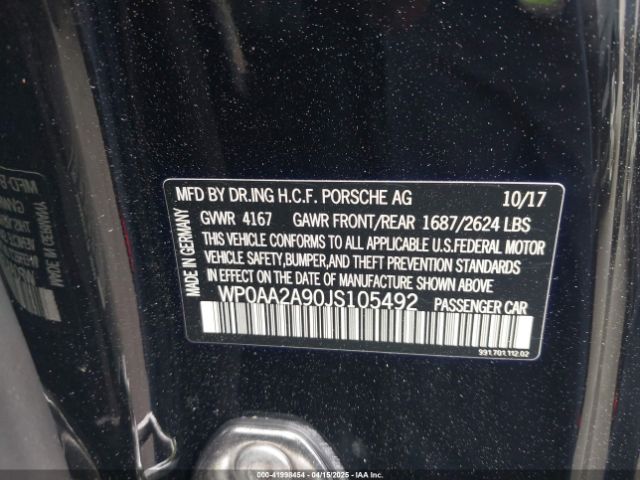 MFD BY DR.ING H.C.F. PORSCHE AG 10/17
GVWR 4167 GAWR FRONT/REAR 1687/2624 LBS
THIS VEHICLE CONFORMS TO ALL APPLICABLE U.S.FEDERAL MOTOR
VEHICLE SAFETY,BUMPER,AND THEFT PREVENTION STANDARDS
IN EFFECT ON THE DATE OF MANUFACTURE SHOWN ABOVE
WP0AA2A90JS105492 PASSENGER CAR
MADE IN GERMANY
991.701.112.02
© IAA - 41998454 - 04/15/2025 - © IAA